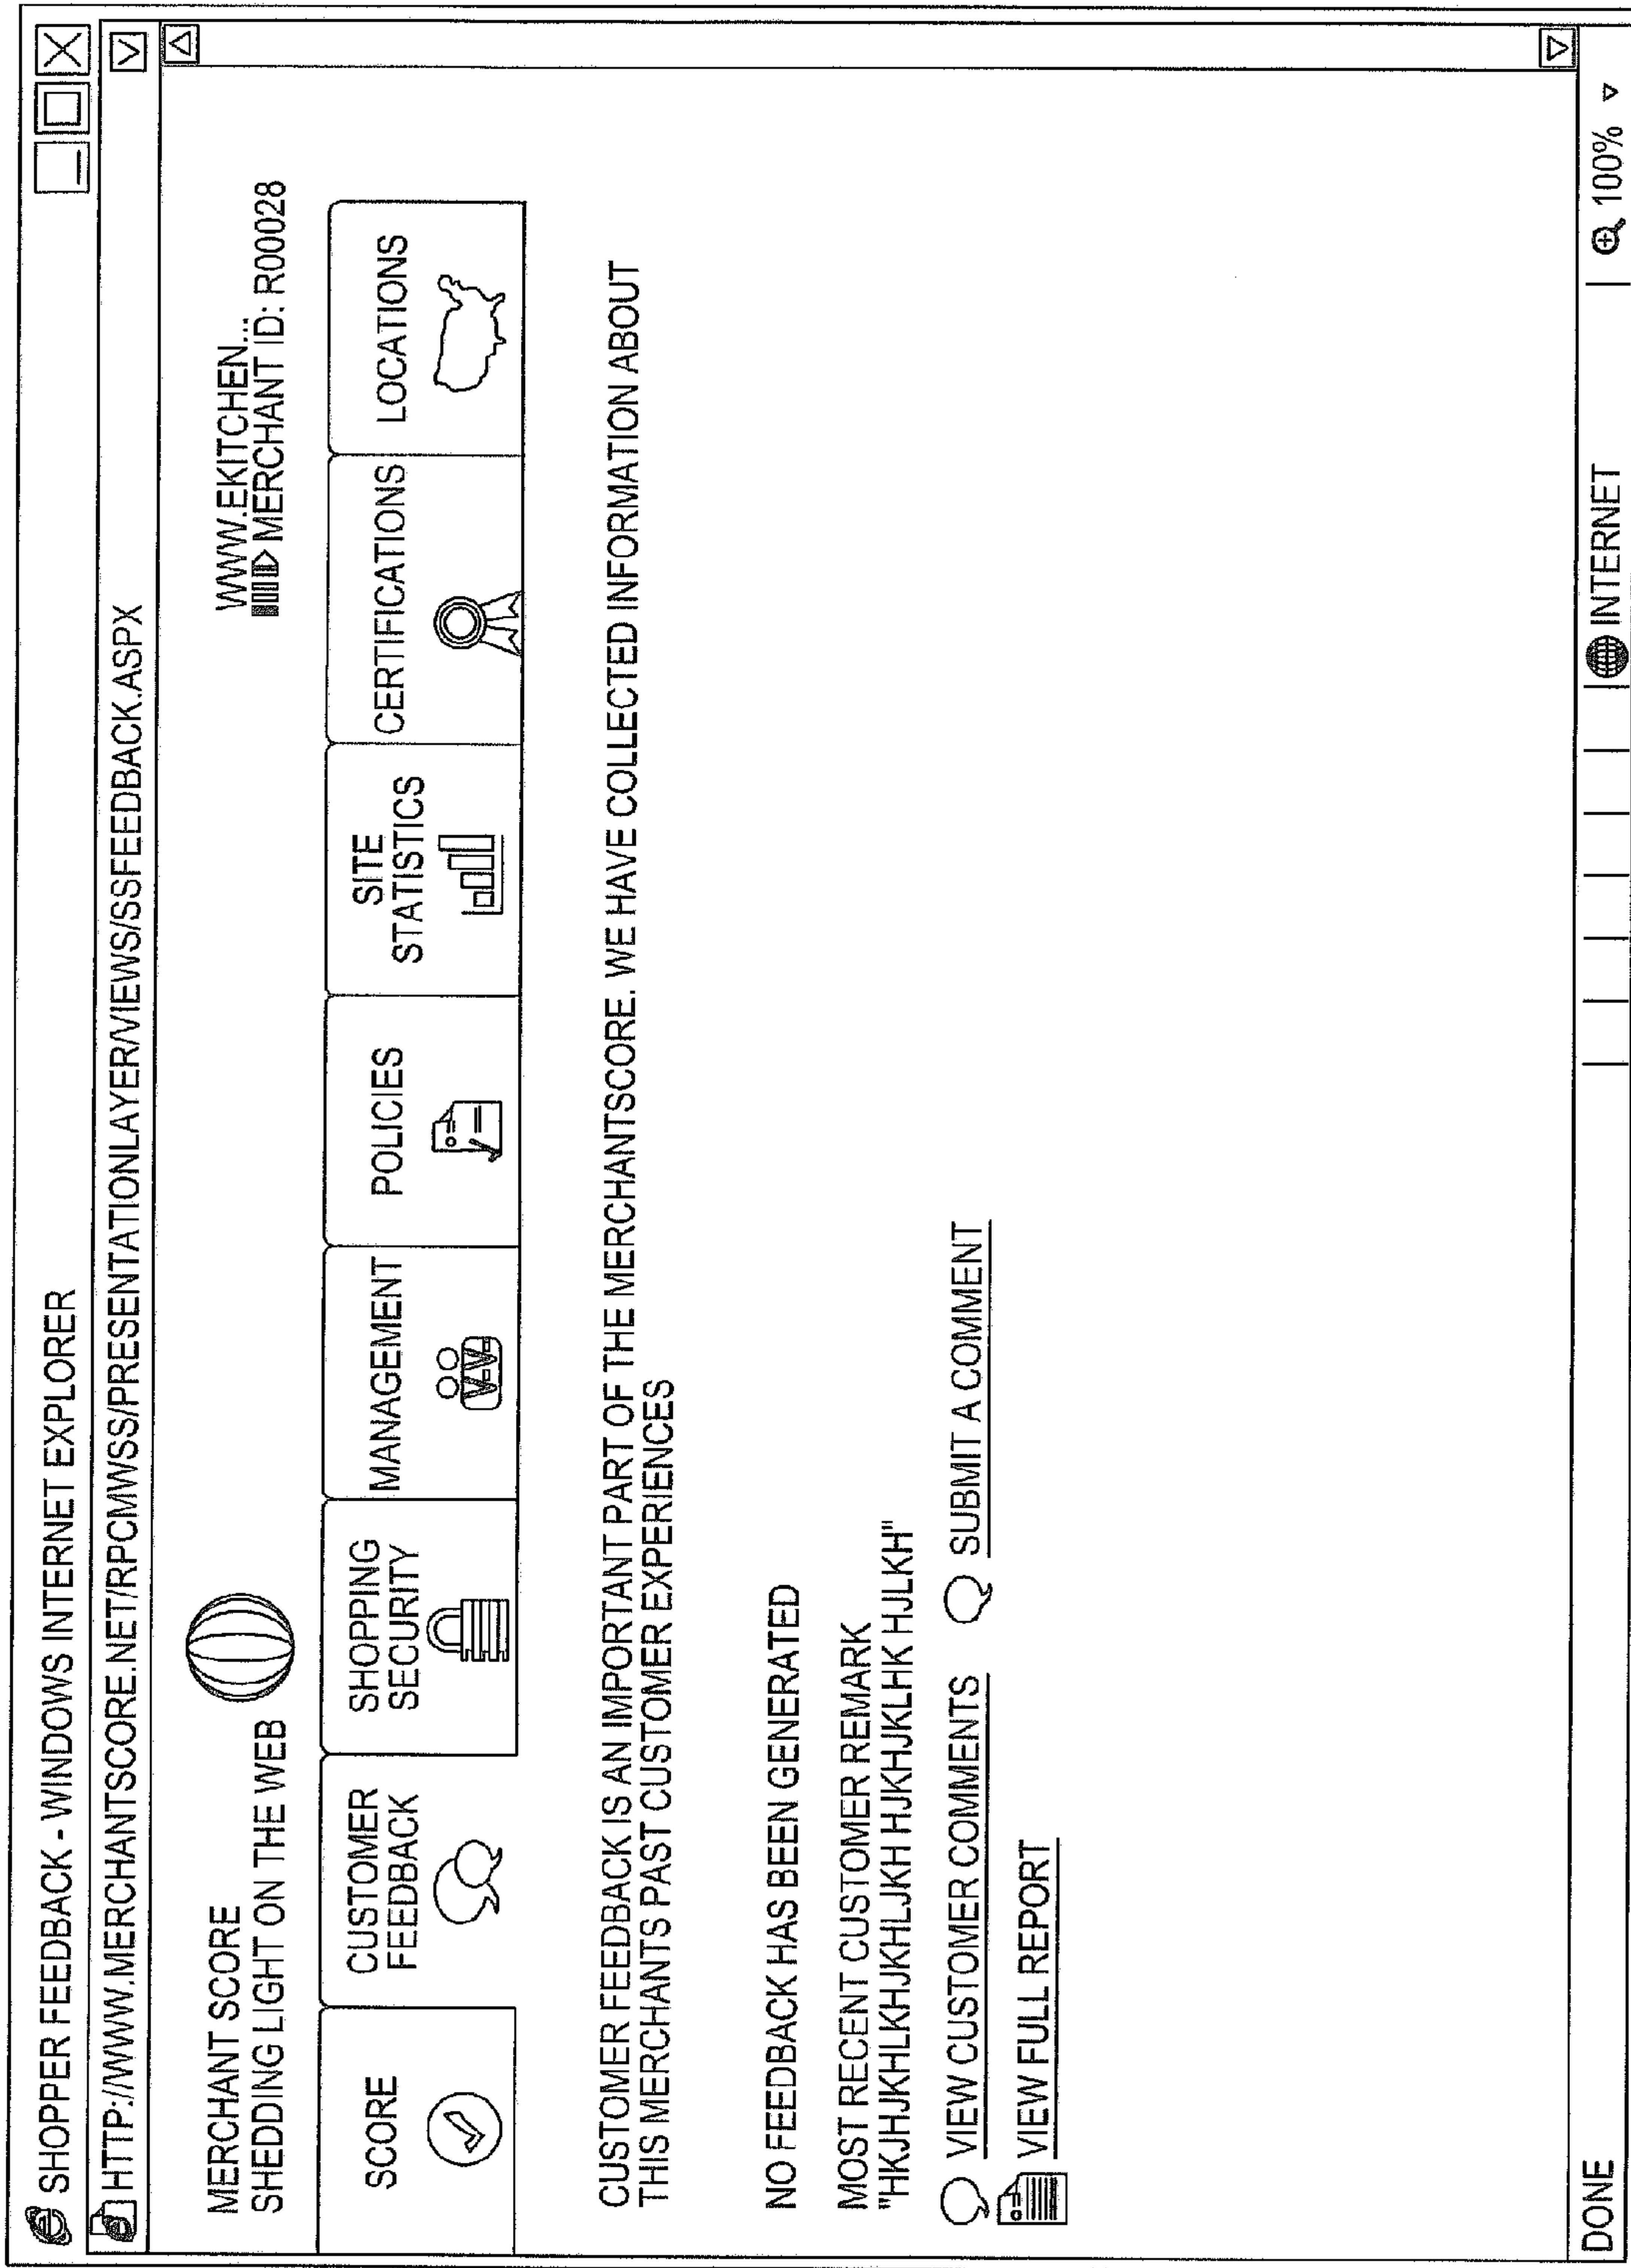 SHOPPER FEEDBACK - WINDOWS INTERNET EXPLORER
HTTP://WWW.MERCHANTSCORE.NET/RPCMWSS/PRESENTATIONLAYER/VIEWS/SSFEEDBACK.ASPX
MERCHANT SCORE
SHEDDING LIGHT ON THE WEB
WWW.EKITCHEN...
MERCHANT ID: R00028
SCORE
CUSTOMER
FEEDBACK
SHOPPING
SECURITY
MANAGEMENT
POLICIES
SITE
STATISTICS
CERTIFICATIONS
LOCATIONS
CUSTOMER FEEDBACK IS AN IMPORTANT PART OF THE MERCHANTSCORE. WE HAVE COLLECTED INFORMATION ABOUT
THIS MERCHANTS PAST CUSTOMER EXPERIENCES
NO FEEDBACK HAS BEEN GENERATED
MOST RECENT CUSTOMER REMARK
"HKJHJKHLKHJKHLJKH HJKHJKLHK HJLKH"
VIEW CUSTOMER COMMENTS
SUBMIT A COMMENT
VIEW FULL REPORT
DONE
INTERNET
100%